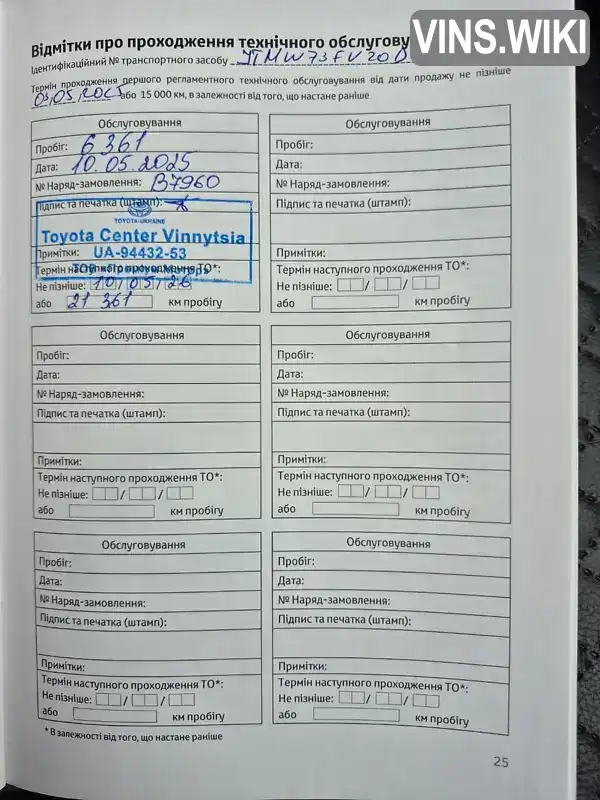 VINS.WIKI
Відмітки про проходження технічного обслугову
Ідентифікаційний № транспортного засобу JTMW73FV20D
Термін проходження першого регламентного технічного обслуговування від дати продажу не пізніше
03/05/2025 або 15 000 км, в залежності від того, що настане раніше
Обслуговування
Пробіг: 6 361
Дата: 10.05.2025
№ Наряд-замовлення: B7960
Підпис та печатка (штамп):
TOYOTA-UKRAINE
Toyota Center Vinnytsia
Примітки: UA-94432-53
Термін наступного проходження ТО*:
Не пізніше: 10/05/26
або 21 361 км пробігу
Обслуговування
Пробіг:
Дата:
№ Наряд-замовлення:
Підпис та печатка (штамп):
Примітки:
Термін наступного проходження ТО*:
Не пізніше: / /
або км пробігу
Обслуговування
Пробіг:
Дата:
№ Наряд-замовлення:
Підпис та печатка (штамп):
Примітки:
Термін наступного проходження ТО*:
Не пізніше: / /
або км пробігу
Обслуговування
Пробіг:
Дата:
№ Наряд-замовлення:
Підпис та печатка (штамп):
Примітки:
Термін наступного проходження ТО*:
Не пізніше: / /
або км пробігу
Обслуговування
Пробіг:
Дата:
№ Наряд-замовлення:
Підпис та печатка (штамп):
Примітки:
Термін наступного проходження ТО*:
Не пізніше: / /
або км пробігу
Обслуговування
Пробіг:
Дата:
№ Наряд-замовлення:
Підпис та печатка (штамп):
Примітки:
Термін наступного проходження ТО*:
Не пізніше: / /
або км пробігу
* В залежності від того, що настане раніше
25